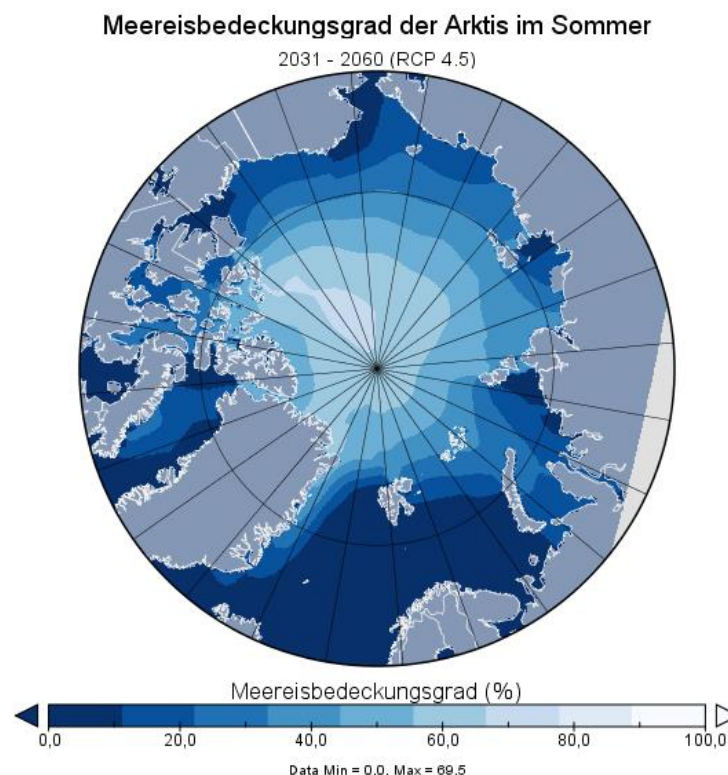 Meereisbedeckungsgrad der Arktis im Sommer
2031 - 2060 (RCP 4.5)
Meereisbedeckungsgrad (%)
0,0 20,0 40,0 60,0 80,0 100,0
Data Min = 0.0, Max = 69.5